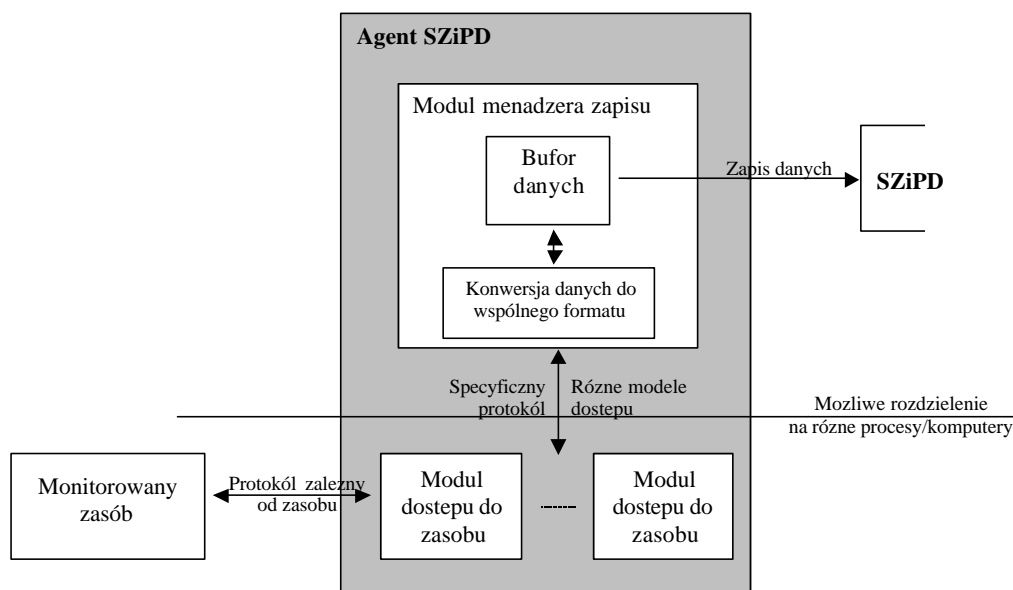 Agent SZiPD
Modul menadzera zapisu
Bufor
danych
Zapis danych
SZiPD
Konwersja danych do
wspólnego formatu
Specyficzny
protokól
Rózne modele
dostepu
Mozliwe rozdzielenie
na rózne procesy/komputery
Monitorowany
zasób
Protokól zalezny
od zasobu
Modul
dostepu do
zasobu
Modul
dostepu do
zasobu